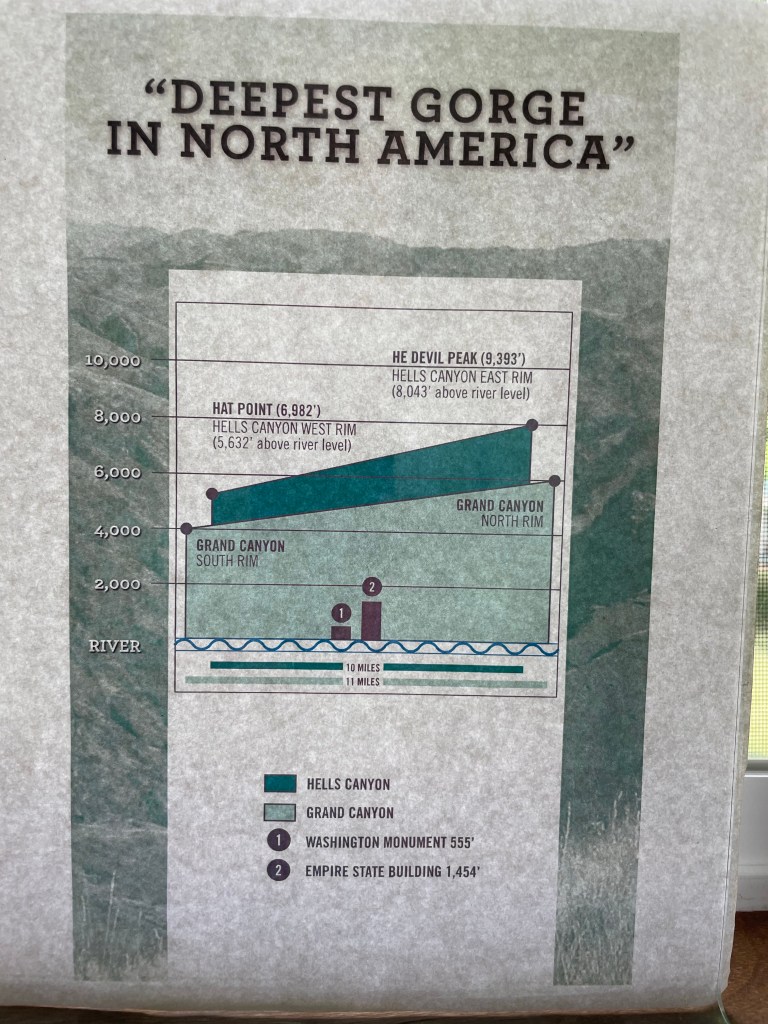 “DEEPEST GORGE
IN NORTH AMERICA”
10,000
HE DEVIL PEAK (9,393’)
HELLS CANYON EAST RIM
(8,043’ above river level)
8,000
HAT POINT (6,982’)
HELLS CANYON WEST RIM
(5,632’ above river level)
6,000
GRAND CANYON
NORTH RIM
4,000
GRAND CANYON
SOUTH RIM
2,000
1
2
RIVER
10 MILES
11 MILES
HELLS CANYON
GRAND CANYON
1 WASHINGTON MONUMENT 555’
2 EMPIRE STATE BUILDING 1,454’